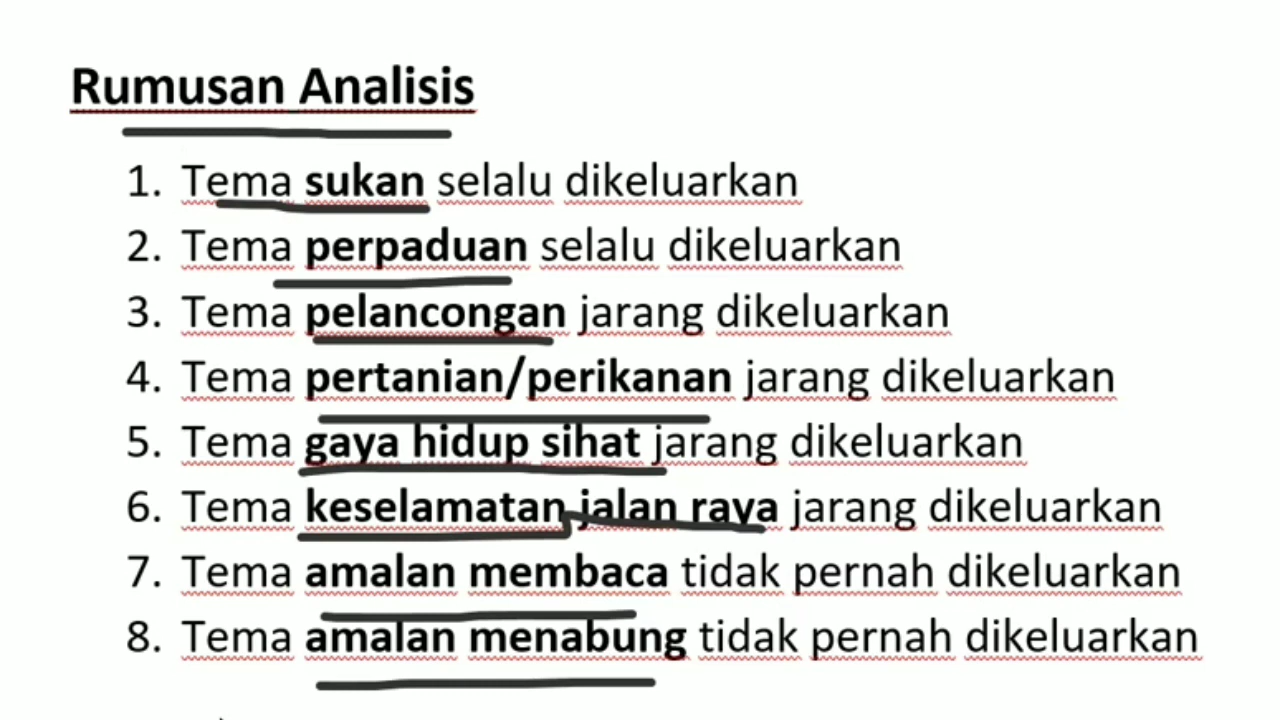 Rumusan Analisis
1. Tema sukan selalu dikeluarkan
2. Tema perpaduan selalu dikeluarkan
3. Tema pelancongan jarang dikeluarkan
4. Tema pertanian/perikanan jarang dikeluarkan
5. Tema gaya hidup sihat jarang dikeluarkan
6. Tema keselamatan jalan raya jarang dikeluarkan
7. Tema amalan membaca tidak pernah dikeluarkan
8. Tema amalan menabung tidak pernah dikeluarkan